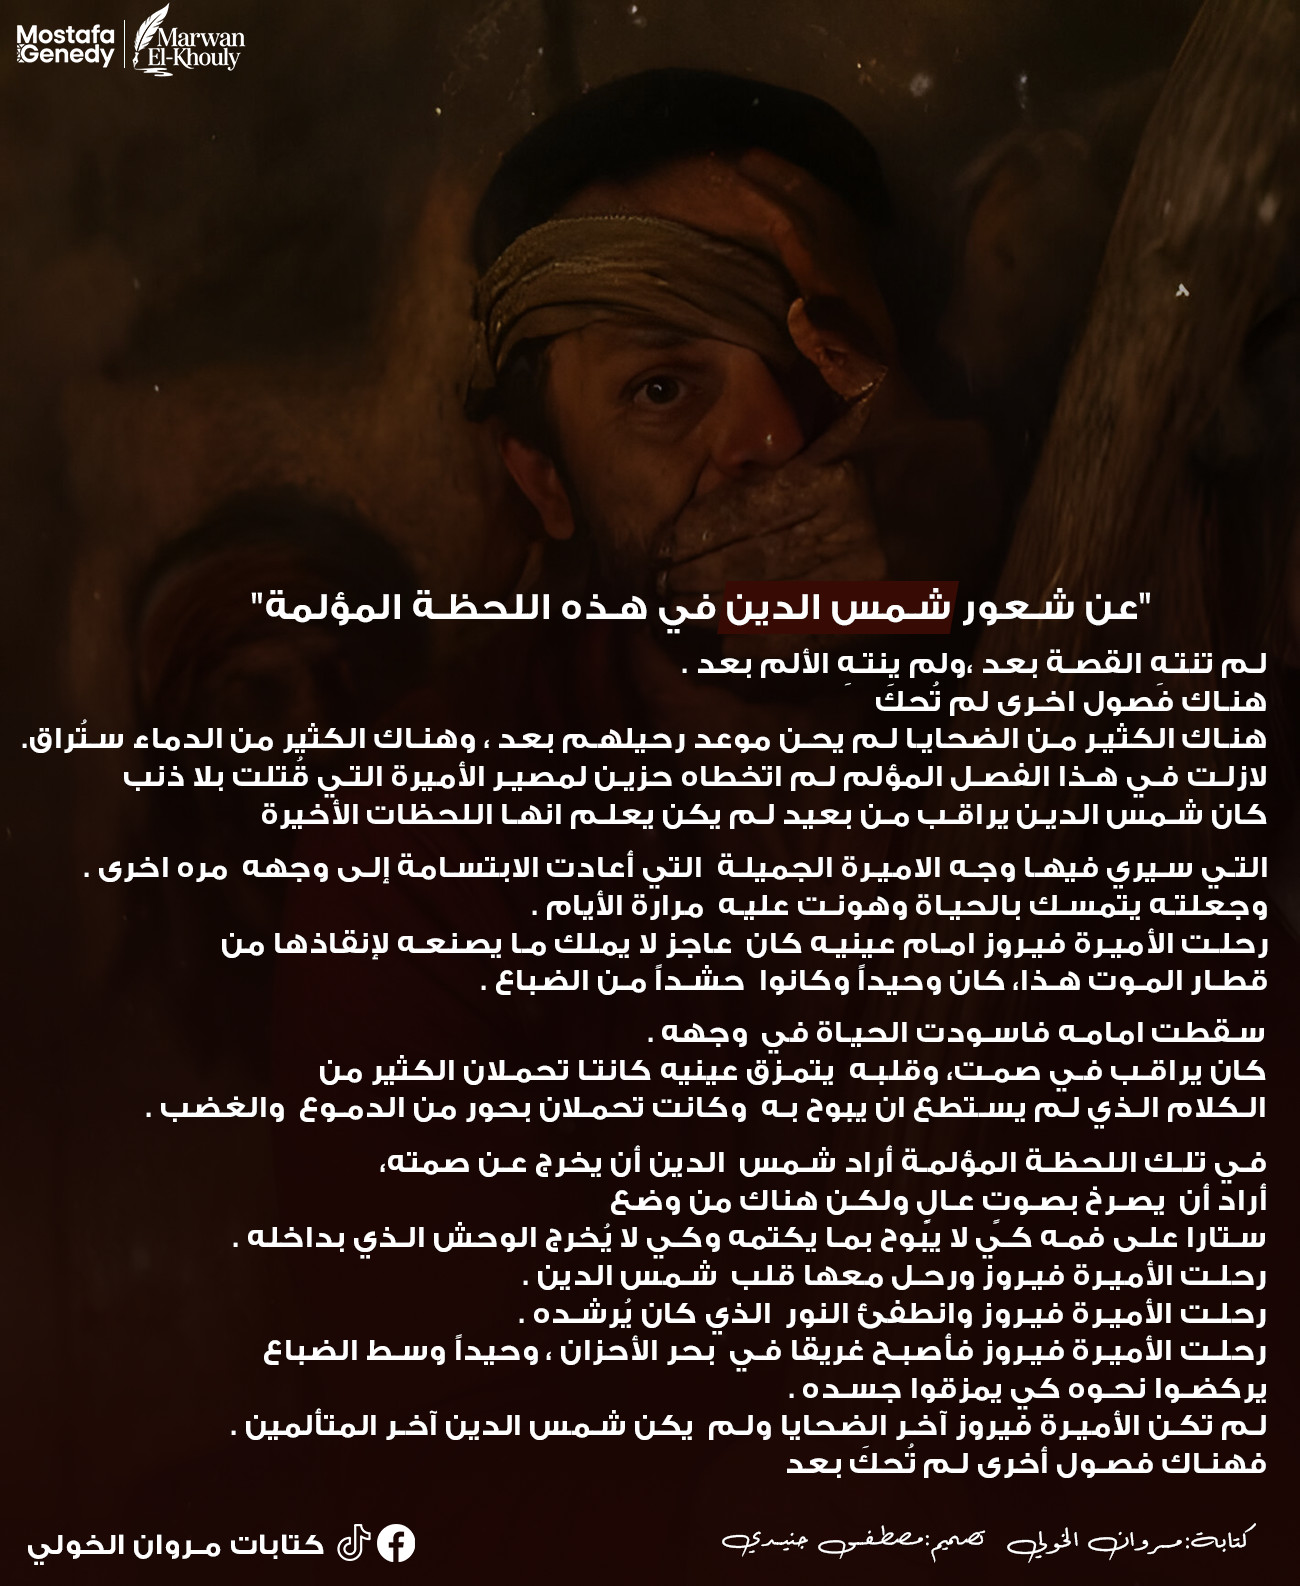 Mostafa
Genedy
Marwan
El-Khouly
"عن شعور شمس الدين في هذه اللحظة المؤلمة"
لم تنتهِ القصة بعد ،ولم ينتهِ الألم بعد .
هناك فصول اخرى لم تُحكَ
هناك الكثير من الضحايا لم يحن موعد رحيلهم بعد ، وهناك الكثير من الدماء ستُراق.
لازلت في هذا الفصل المؤلم لم اتخطاه حزين لمصير الأميرة التي قُتلت بلا ذنب
كان شمس الدين يراقب من بعيد لم يكن يعلم انها اللحظات الأخيرة
التي سيري فيها وجه الاميرة الجميلة التي أعادت الابتسامة إلى وجهه مره اخرى .
وجعلته يتمسك بالحياة وهونت عليه مرارة الأيام .
رحلت الأميرة فيروز امام عينيه كان عاجز لا يملك ما يصنعه لإنقاذها من
قطار الموت هذا، كان وحيداً وكانوا حشداً من الضباع .
سقطت امامه فاسودت الحياة في وجهه .
كان يراقب في صمت، وقلبه يتمزق عينيه كانتا تحملان الكثير من
الكلام الذي لم يستطع ان يبوح به وكانت تحملان بحور من الدموع والغضب .
في تلك اللحظة المؤلمة أراد شمس الدين أن يخرج عن صمته،
أراد أن يصرخ بصوتٍ عالٍ ولكن هناك من وضع
ستارا على فمه كي لا يبوح بما يكتمه وكي لا يُخرج الوحش الذي بداخله .
رحلت الأميرة فيروز ورحل معها قلب شمس الدين .
رحلت الأميرة فيروز وانطفئ النور الذي كان يُرشده .
رحلت الأميرة فيروز فأصبح غريقا في بحر الأحزان ، وحيداً وسط الضباع
يركضوا نحوه كي يمزقوا جسده .
لم تكن الأميرة فيروز آخر الضحايا ولم يكن شمس الدين آخر المتألمين .
فهناك فصول أخرى لم تُحكَ بعد
كتابة:مروان الخولي تصميم:مصطفى جنيدي
كتابات مروان الخولي